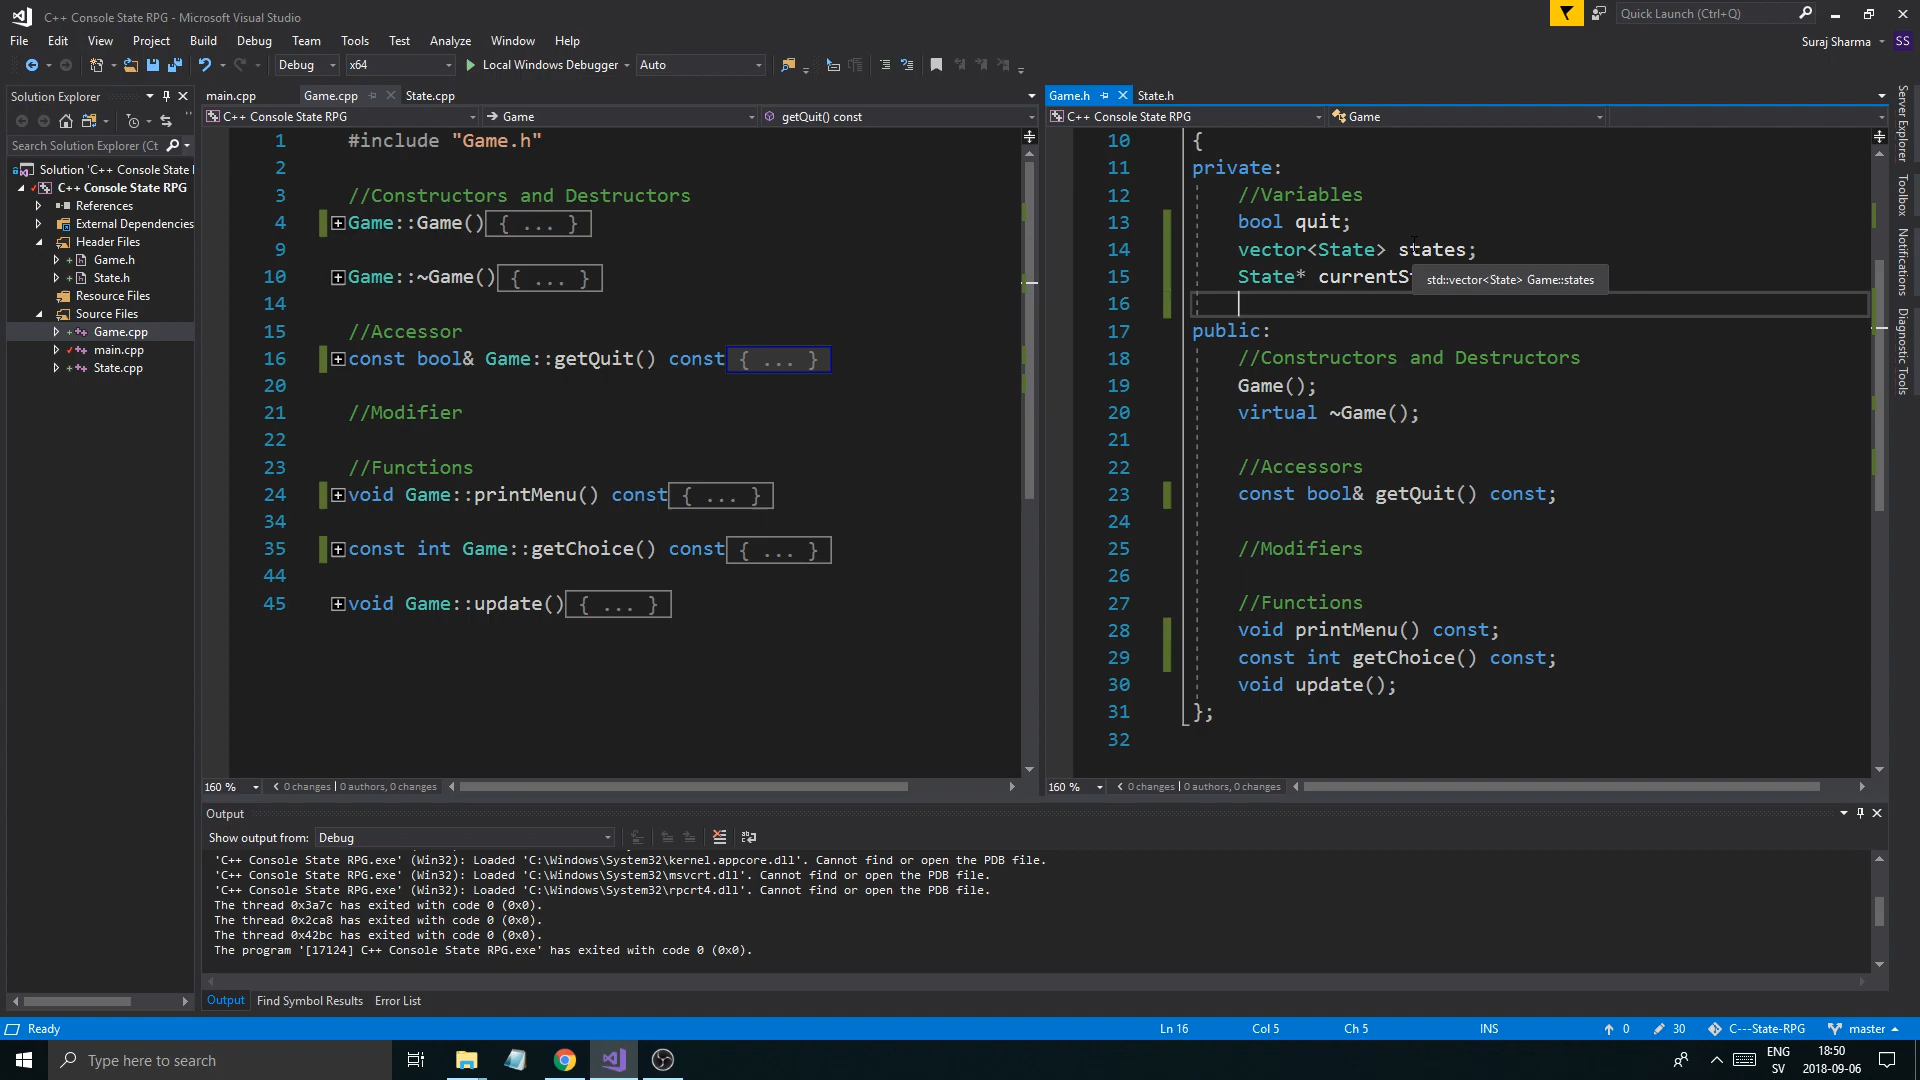 C++ Console State RPG - Microsoft Visual Studio
Quick Launch (Ctrl+Q)
File Edit View Project Build Debug Team Tools Test Analyze Window Help
Suraj Sharma SS
Debug x64 Local Windows Debugger Auto
Solution Explorer
Search Solution Explorer (Ct
Solution 'C++ Console State I
C++ Console State RPG
References
External Dependencies
Header Files
Game.h
State.h
Resource Files
Source Files
Game.cpp
main.cpp
State.cpp
main.cpp Game.cpp State.cpp
C++ Console State RPG Game getQuit() const
1 #include "Game.h"
2
3 //Constructors and Destructors
4 Game::Game(){ ... }
9
10 Game::~Game(){ ... }
14
15 //Accessor
16 const bool& Game::getQuit() const{ ... }
20
21 //Modifier
22
23 //Functions
24 void Game::printMenu() const{ ... }
34
35 const int Game::getChoice() const{ ... }
44
45 void Game::update(){ ... }
160 % 0 changes | 0 authors, 0 changes
Game.h State.h
C++ Console State RPG Game
10 {
11 private:
12 //Variables
13 bool quit;
14 vector<State> states;
15 State* currentSt
std::vector<State> Game::states
16
17 public:
18 //Constructors and Destructors
19 Game();
20 virtual ~Game();
21
22 //Accessors
23 const bool& getQuit() const;
24
25 //Modifiers
26
27 //Functions
28 void printMenu() const;
29 const int getChoice() const;
30 void update();
31 };
32
160 % 0 changes | 0 authors, 0 changes
Server Explorer
Toolbox
Notifications
Diagnostic Tools
Output
Show output from: Debug
'C++ Console State RPG.exe' (Win32): Loaded 'C:\Windows\System32\kernel.appcore.dll'. Cannot find or open the PDB file.
'C++ Console State RPG.exe' (Win32): Loaded 'C:\Windows\System32\msvcrt.dll'. Cannot find or open the PDB file.
'C++ Console State RPG.exe' (Win32): Loaded 'C:\Windows\System32\rpcrt4.dll'. Cannot find or open the PDB file.
The thread 0x3a7c has exited with code 0 (0x0).
The thread 0x2ca8 has exited with code 0 (0x0).
The thread 0x42bc has exited with code 0 (0x0).
The program '[17124] C++ Console State RPG.exe' has exited with code 0 (0x0).
Output Find Symbol Results Error List
Ready Ln 16 Col 5 Ch 5 INS 0 30 C---State-RPG master
Type here to search
ENG
SV
18:50
2018-09-06